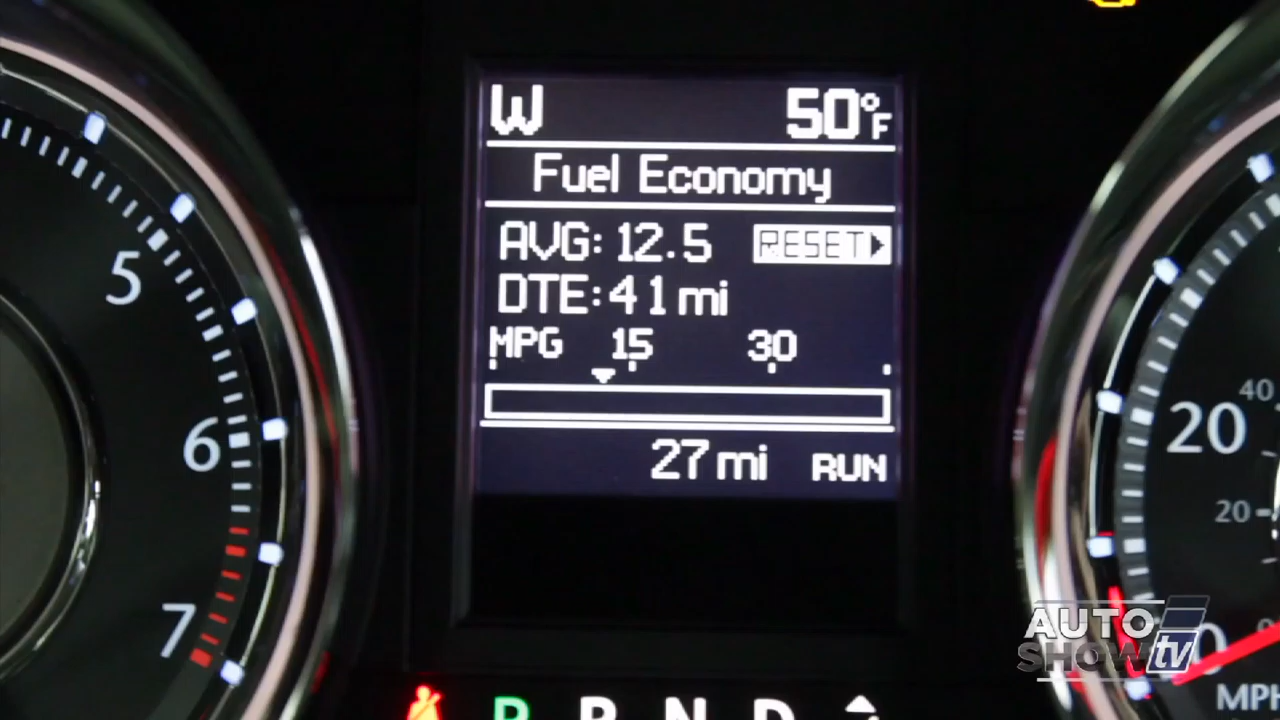 W 50°F
Fuel Economy
AVG: 12.5 RESET
DTE: 41 mi
MPG 15 30
27 mi RUN
5
6
7
40
20
20
0
MPH
P R N D
AUTO
SHOW tv